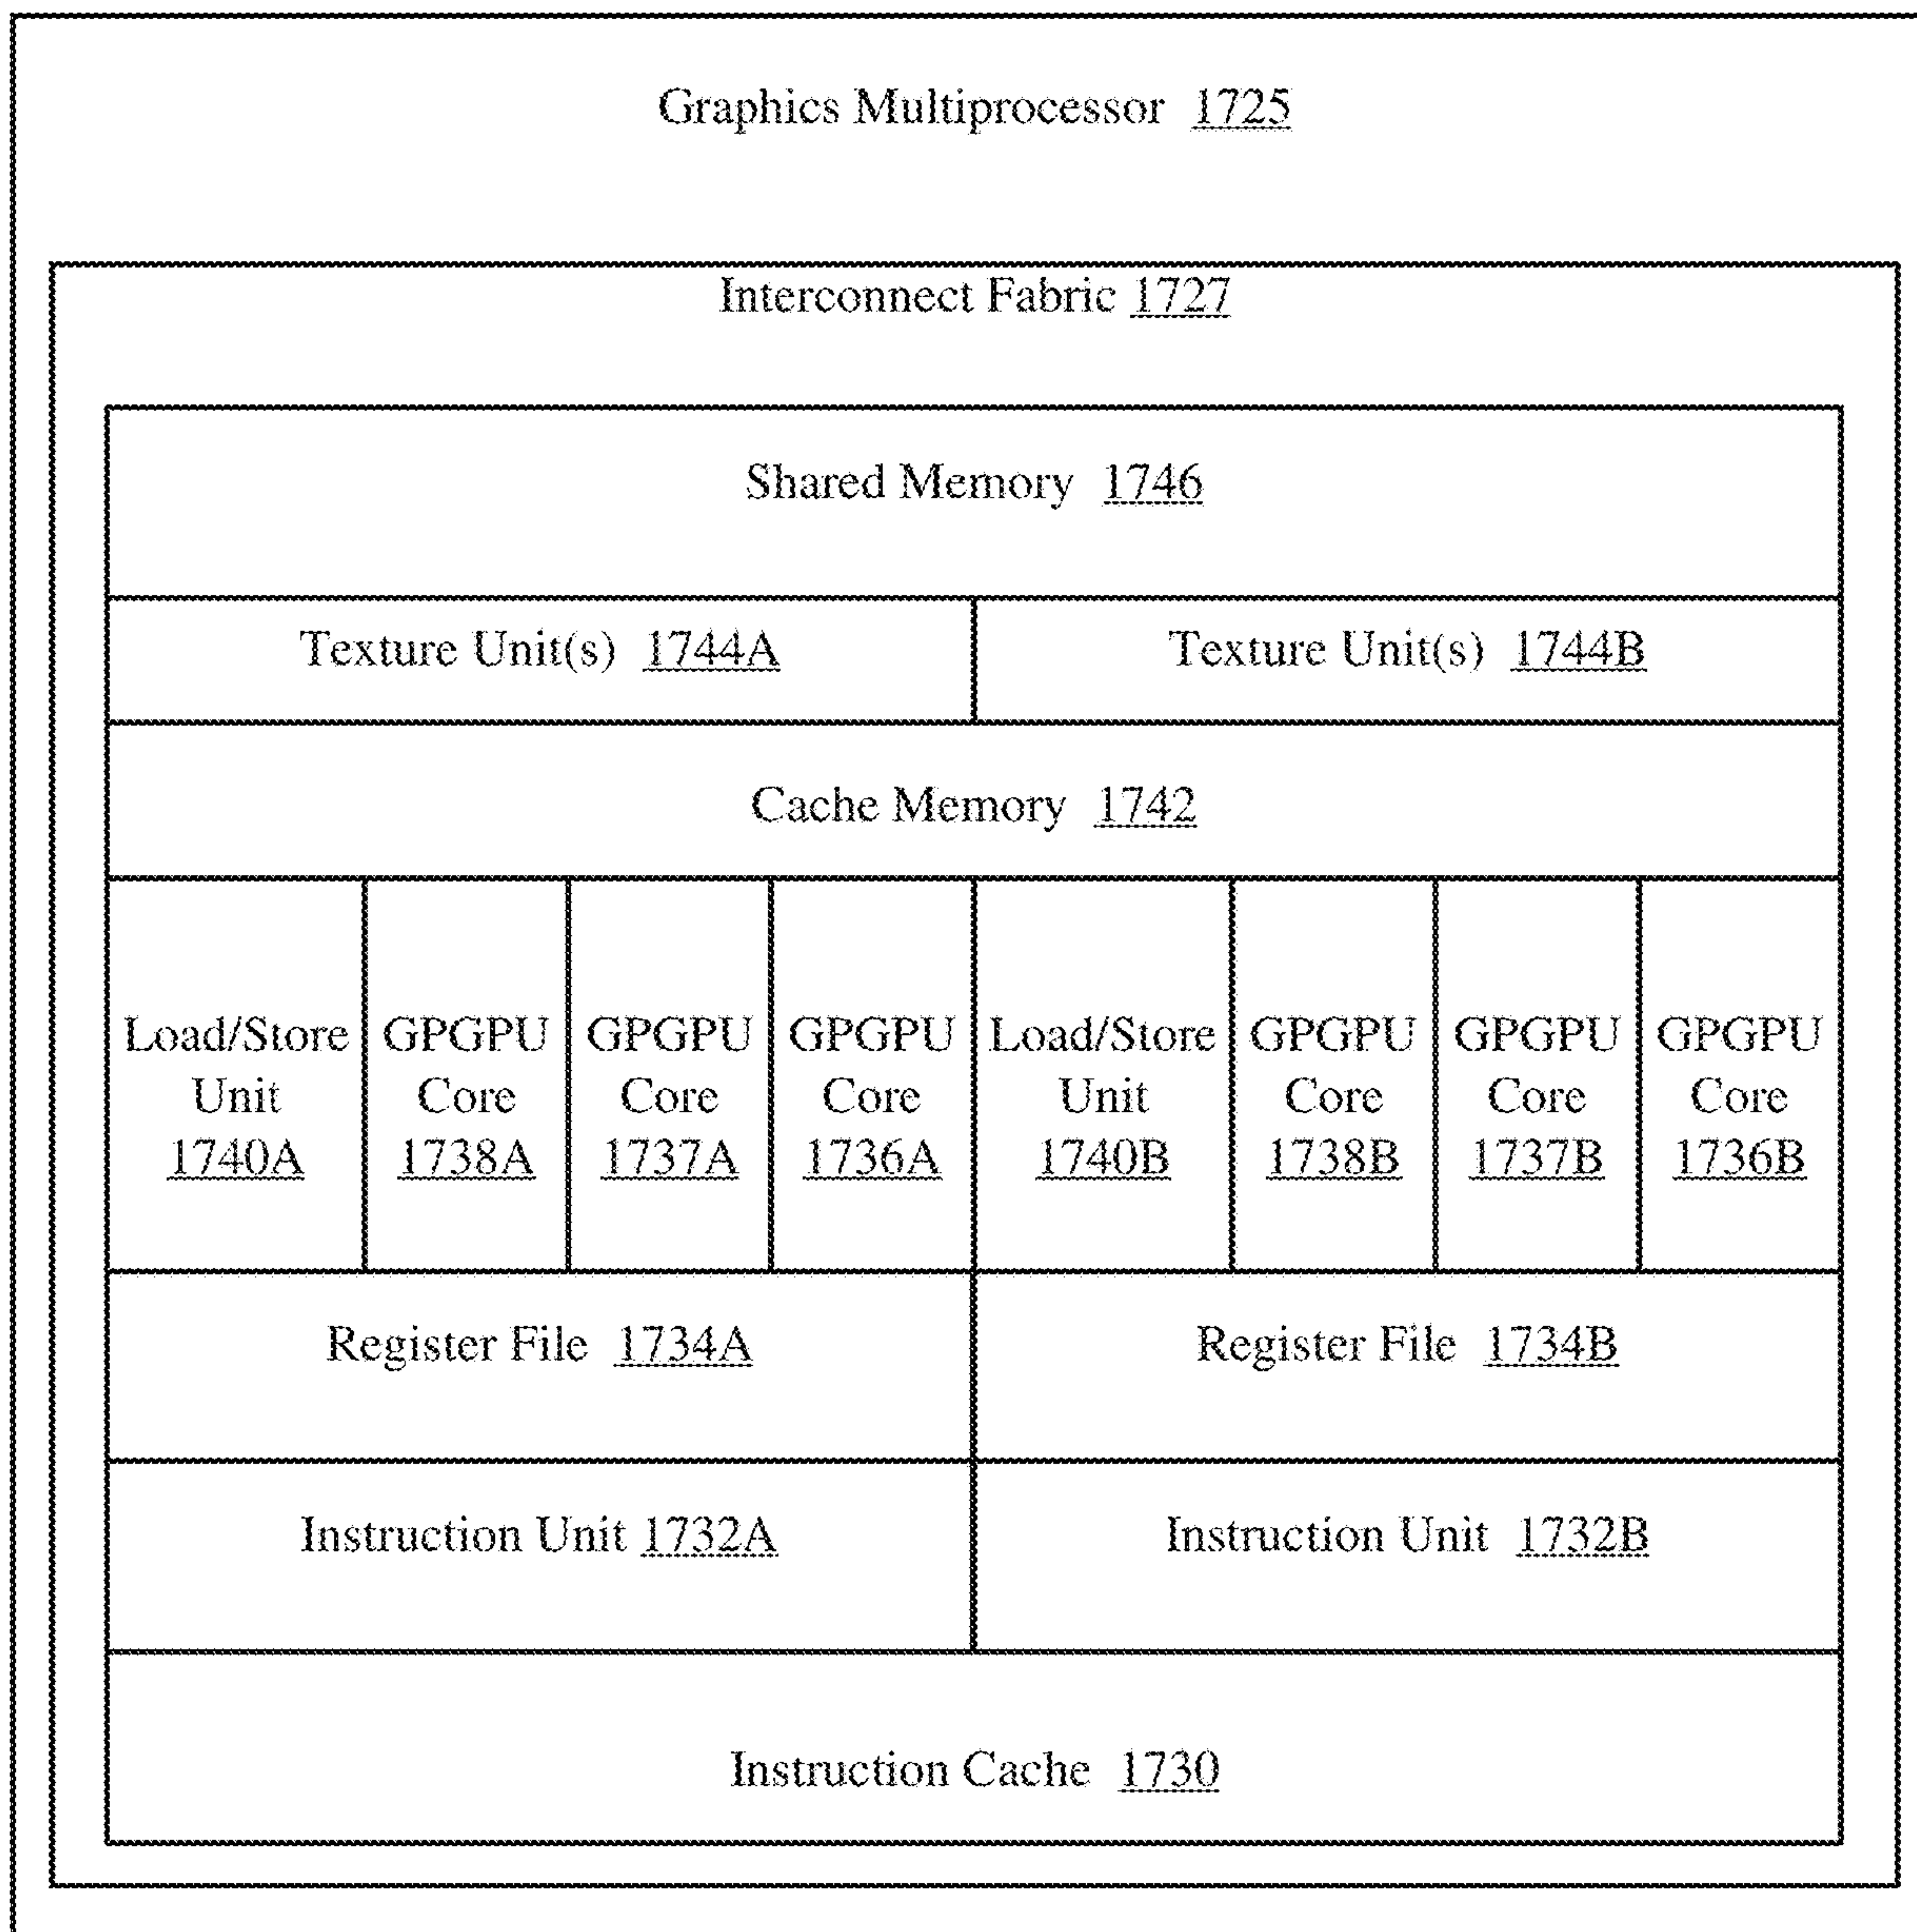 Graphics Multiprocessor 1725
Interconnect Fabric 1727
Shared Memory 1746
Texture Unit(s) 1744A
Texture Unit(s) 1744B
Cache Memory 1742
Load/Store
Unit
1740A
GPGPU
Core
1738A
GPGPU
Core
1737A
GPGPU
Core
1736A
Load/Store
Unit
1740B
GPGPU
Core
1738B
GPGPU
Core
1737B
GPGPU
Core
1736B
Register File 1734A
Register File 1734B
Instruction Unit 1732A
Instruction Unit 1732B
Instruction Cache 1730